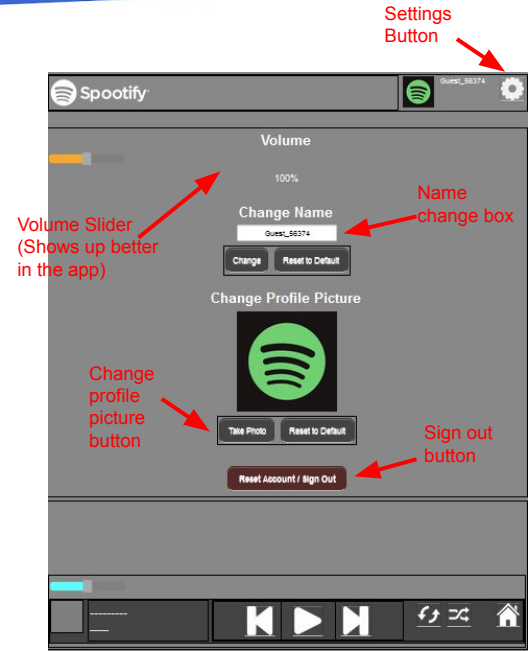 Settings
Button
Spootify
Guest_56374
Volume
100%
Name
change box
Change Name
Volume Slider
(Shows up better
in the app)
Guest_56374
Change
Reset to Default
Change Profile Picture
Change
profile
picture
button
Take Photo
Reset to Default
Sign out
button
Reset Account / Sign Out
---------